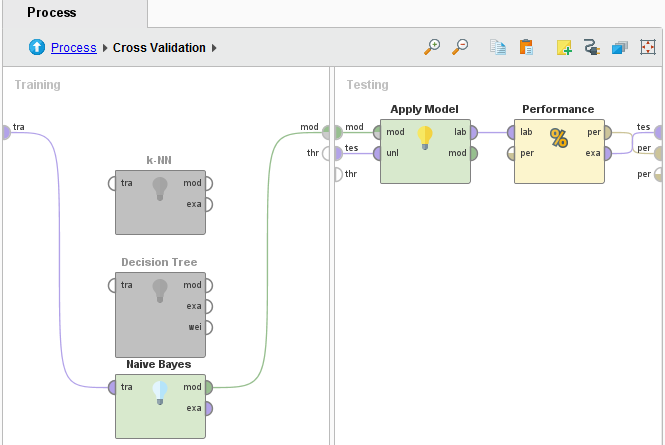 Process
Process Cross Validation
Training
Testing
tra
mod
thr
k-NN
tra mod
exa
Decision Tree
tra mod
exa
wei
Naive Bayes
tra mod
exa
mod
tes
thr
Apply Model
mod lab
unl mod
Performance
%
lab per
per exa
tes
per
per